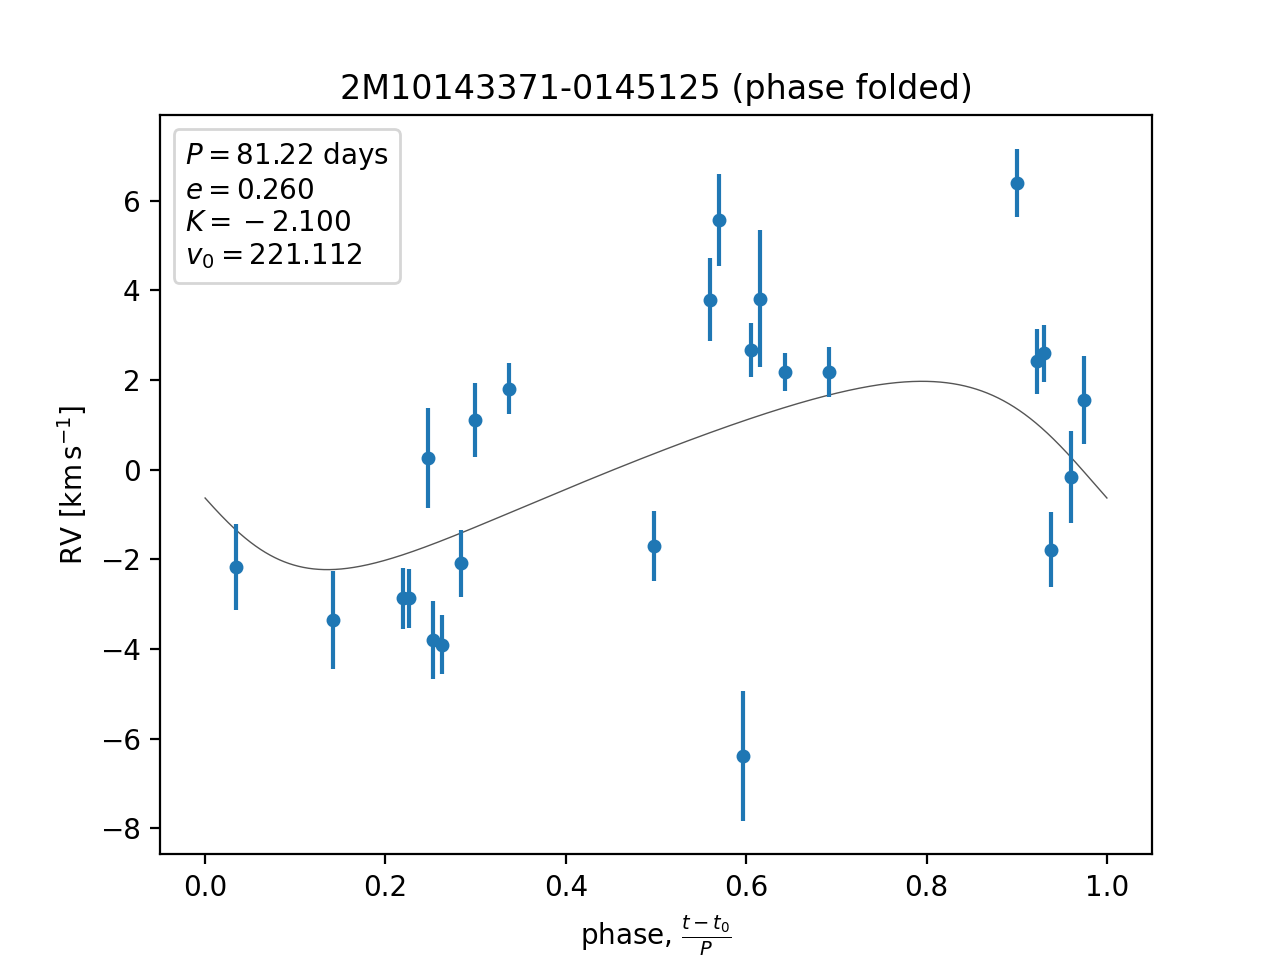 2M10143371-0145125 (phase folded)
P = 81.22 days
e = 0.260
K = − 2.100
v₀ = 221.112
RV [km s⁻¹]
6
4
2
0
−2
−4
−6
−8
0.0 0.2 0.4 0.6 0.8 1.0
phase, (t − t₀)/P